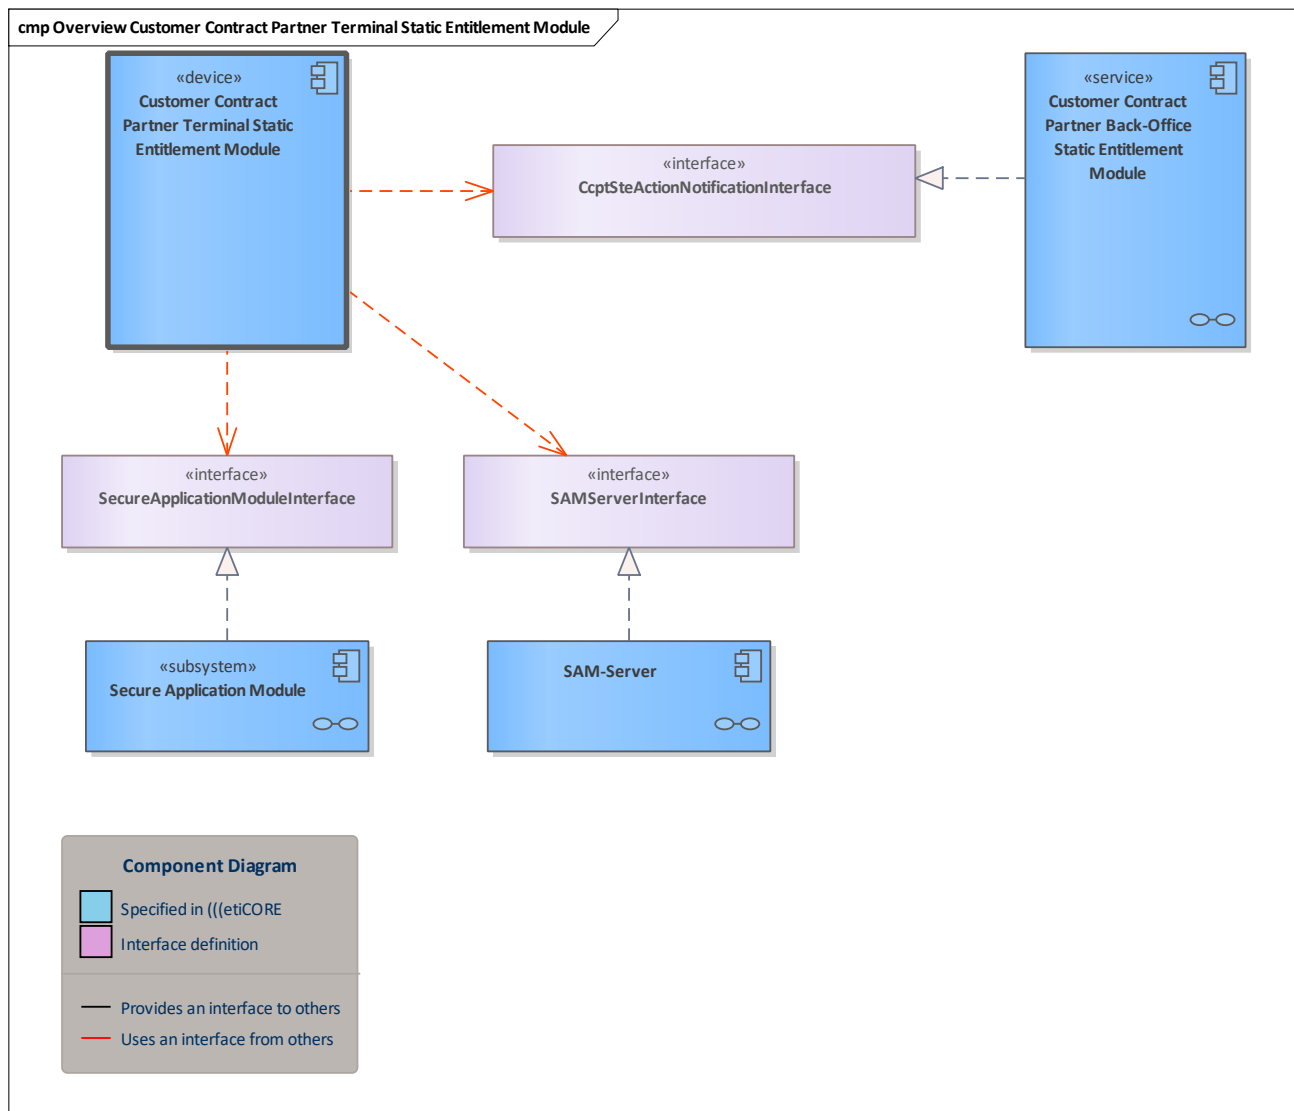 cmp Overview Customer Contract Partner Terminal Static Entitlement Module
«device»
Customer Contract
Partner Terminal Static
Entitlement Module
«service»
Customer Contract
Partner Back-Office
Static Entitlement
Module
«interface»
CcptSteActionNotificationInterface
«interface»
SecureApplicationModuleInterface
«interface»
SAMServerInterface
«subsystem»
Secure Application Module
SAM-Server
Component Diagram
Specified in (((etiCORE
Interface definition
Provides an interface to others
Uses an interface from others